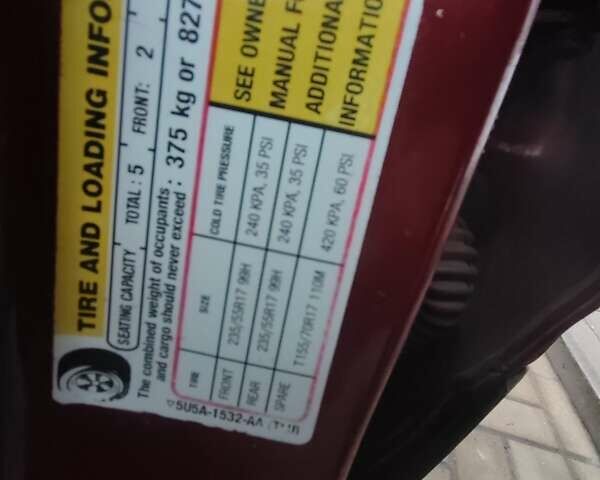 TIRE AND LOADING INFO
SEATING CAPACITY TOTAL: 5 FRONT: 2
The combined weight of occupants
and cargo should never exceed: 375 kg or 827
TIRE SIZE COLD TIRE PRESSURE
FRONT 235/55R17 99H 240 KPA, 35 PSI
REAR 235/55R17 99H 240 KPA, 35 PSI
SPARE T155/70R17 110M 420 KPA, 60 PSI
SEE OWNE
MANUAL F
ADDITIONA
INFORMATIO
5U5A-1532-AA